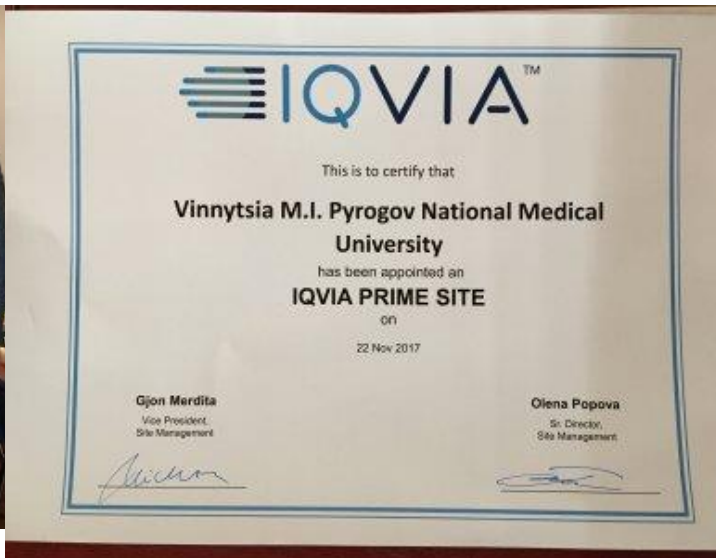 IQVIA™
This is to certify that
Vinnytsia M.I. Pyrogov National Medical
University
has been appointed an
IQVIA PRIME SITE
on
22 Nov 2017
Gjon Merdita
Vice President,
Site Management
Olena Popova
Sr. Director,
Site Management